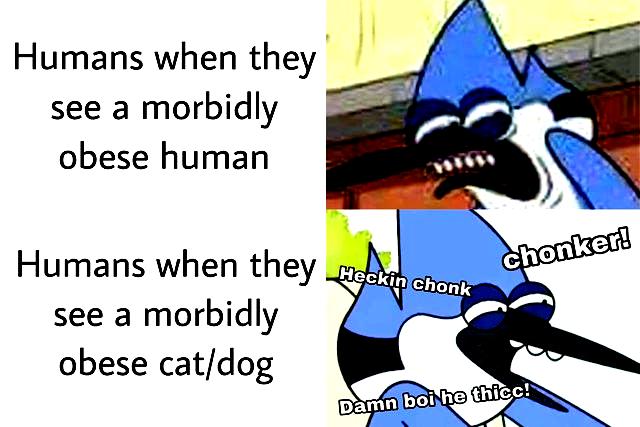 Humans when they
see a morbidly
obese human
Humans when they
see a morbidly
obese cat/dog
chonker!
Heckin chonk
Damn boi he thicc!